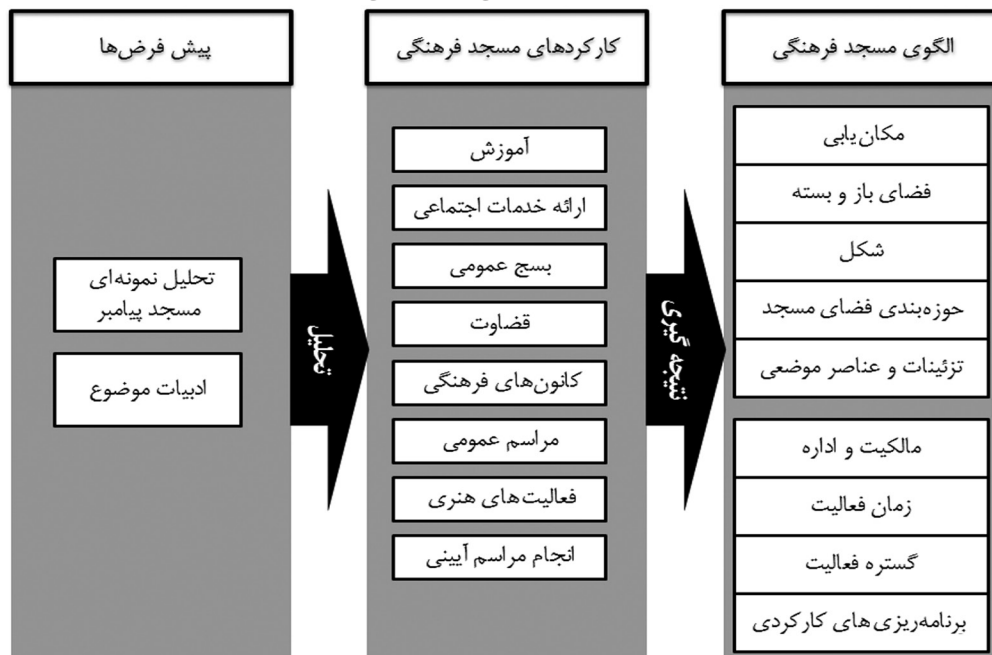 پیش فرض‌ها
تحلیل نمونه‌ای
مسجد پیامبر
ادبیات موضوع
تحلیل
کارکردهای مسجد فرهنگی
آموزش
ارائه خدمات اجتماعی
بسج عمومی
قضاوت
کانون‌های فرهنگی
مراسم عمومی
فعالیت‌های هنری
انجام مراسم آیینی
نتیجه گیری
الگوی مسجد فرهنگی
مکان‌یابی
فضای باز و بسته
شکل
حوزه‌بندی فضای مسجد
تزئینات و عناصر موضعی
مالکیت و اداره
زمان فعالیت
گستره فعالیت
برنامه‌ریزی‌های کارکردی